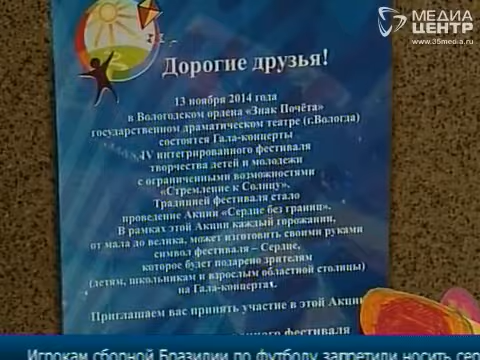 МЕДИА
ЦЕНТР
www.35media.ru
Дорогие друзья!
13 ноября 2014 года
в Вологодском ордена «Знак Почёта»
государственном драматическом театре (г.Вологда)
состоятся Гала-концерты
IV интегрированного фестиваля
творчества детей и молодежи
с ограниченными возможностями
«Стремление к Солнцу».
Традицией фестиваля стало
проведение Акции «Сердце без границ».
В рамках этой Акции каждый горожанин,
от мала до велика, может изготовить своими руками
символ фестиваля – Сердце,
которое будет подарено зрителям
(детям, школьникам и взрослым областной столицы)
на Гала-концертах.
Приглашаем вас принять участие в этой Акции
фестиваля
Игрокам сборной Бразилии по футболу запретили носить сер